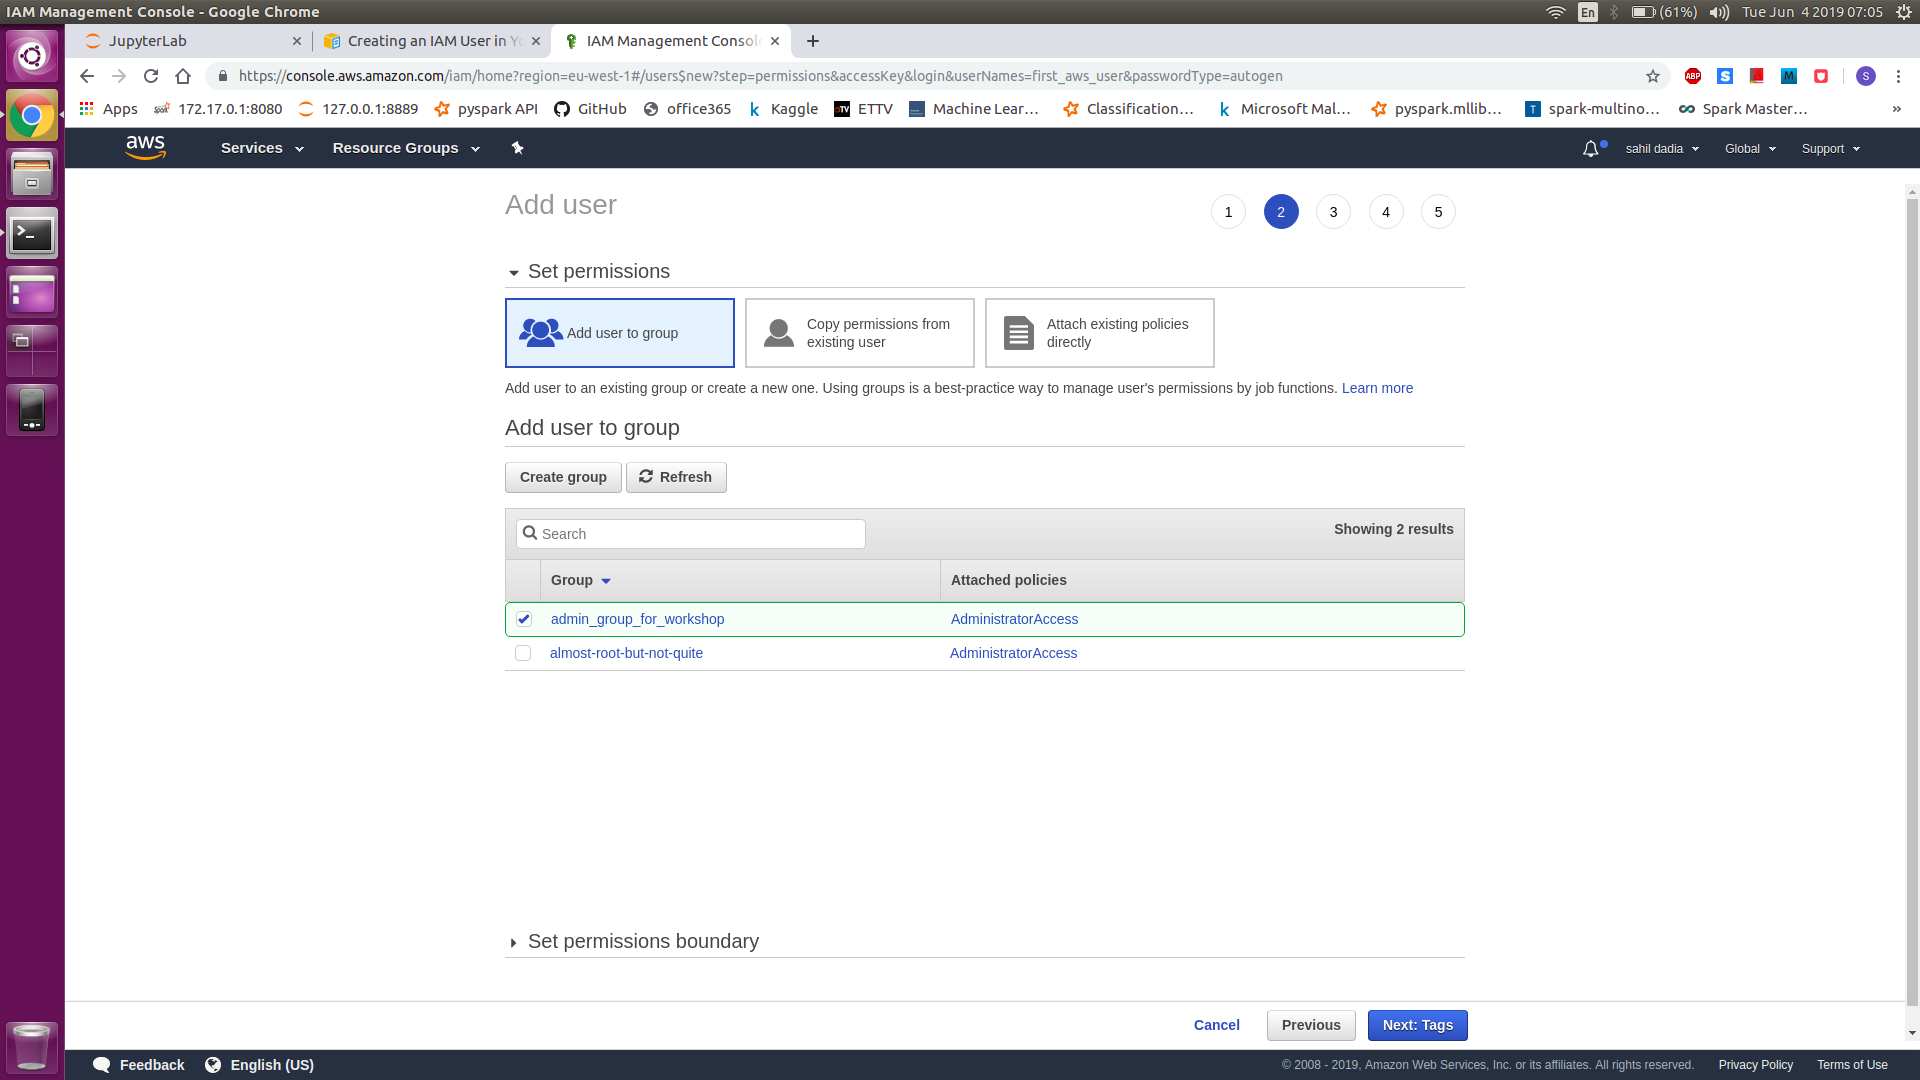 IAM Management Console - Google Chrome
En
(61%)
Tue Jun 4 2019 07:05
JupyterLab
Creating an IAM User in Yo
IAM Management Consol
https://console.aws.amazon.com/iam/home?region=eu-west-1#/users$new?step=permissions&accessKey&login&userNames=first_aws_user&passwordType=autogen
ABP
S
M
S
Apps
172.17.0.1:8080
127.0.0.1:8889
pyspark API
GitHub
office365
Kaggle
ETTV
Machine Lear…
Classification…
Microsoft Mal…
pyspark.mllib…
spark-multino…
Spark Master…
aws
Services
Resource Groups
sahil dadia
Global
Support
Add user
1
2
3
4
5
Set permissions
Add user to group
Copy permissions from
existing user
Attach existing policies
directly
Add user to an existing group or create a new one. Using groups is a best-practice way to manage user's permissions by job functions. Learn more
Add user to group
Create group
Refresh
Search
Showing 2 results
Group
Attached policies
admin_group_for_workshop
AdministratorAccess
almost-root-but-not-quite
AdministratorAccess
Set permissions boundary
Cancel
Previous
Next: Tags
Feedback
English (US)
© 2008 - 2019, Amazon Web Services, Inc. or its affiliates. All rights reserved.
Privacy Policy
Terms of Use